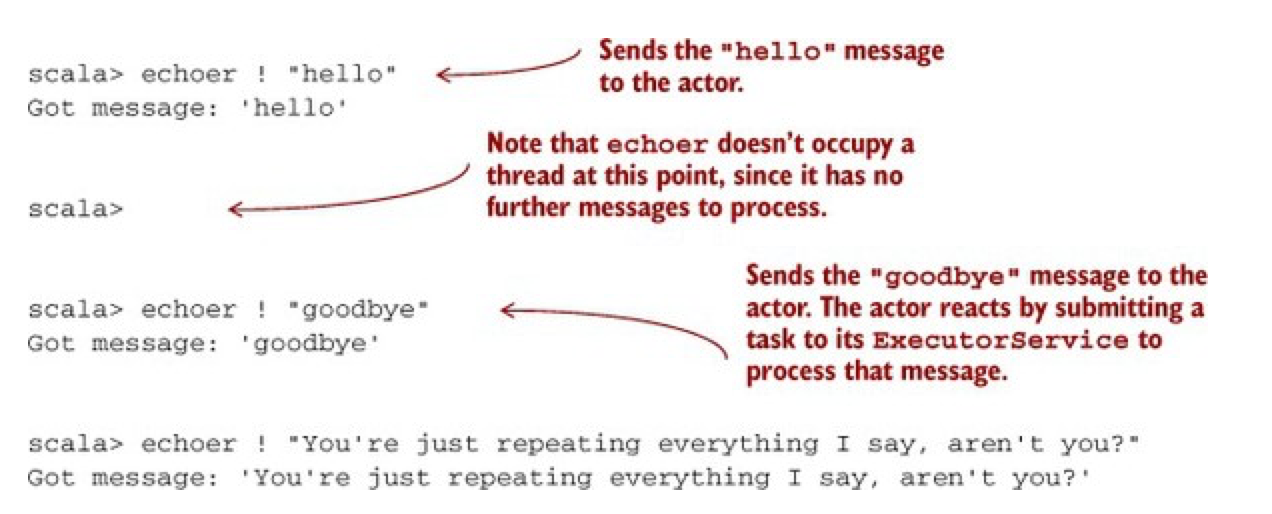 scala> echoer ! "hello"
Got message: 'hello'
Sends the "hello" message
to the actor.
Note that echoer doesn't occupy a
thread at this point, since it has no
further messages to process.
scala>
Sends the "goodbye" message to the
actor. The actor reacts by submitting a
task to its ExecutorService to
process that message.
scala> echoer ! "goodbye"
Got message: 'goodbye'
scala> echoer ! "You're just repeating everything I say, aren't you?"
Got message: 'You're just repeating everything I say, aren't you?'